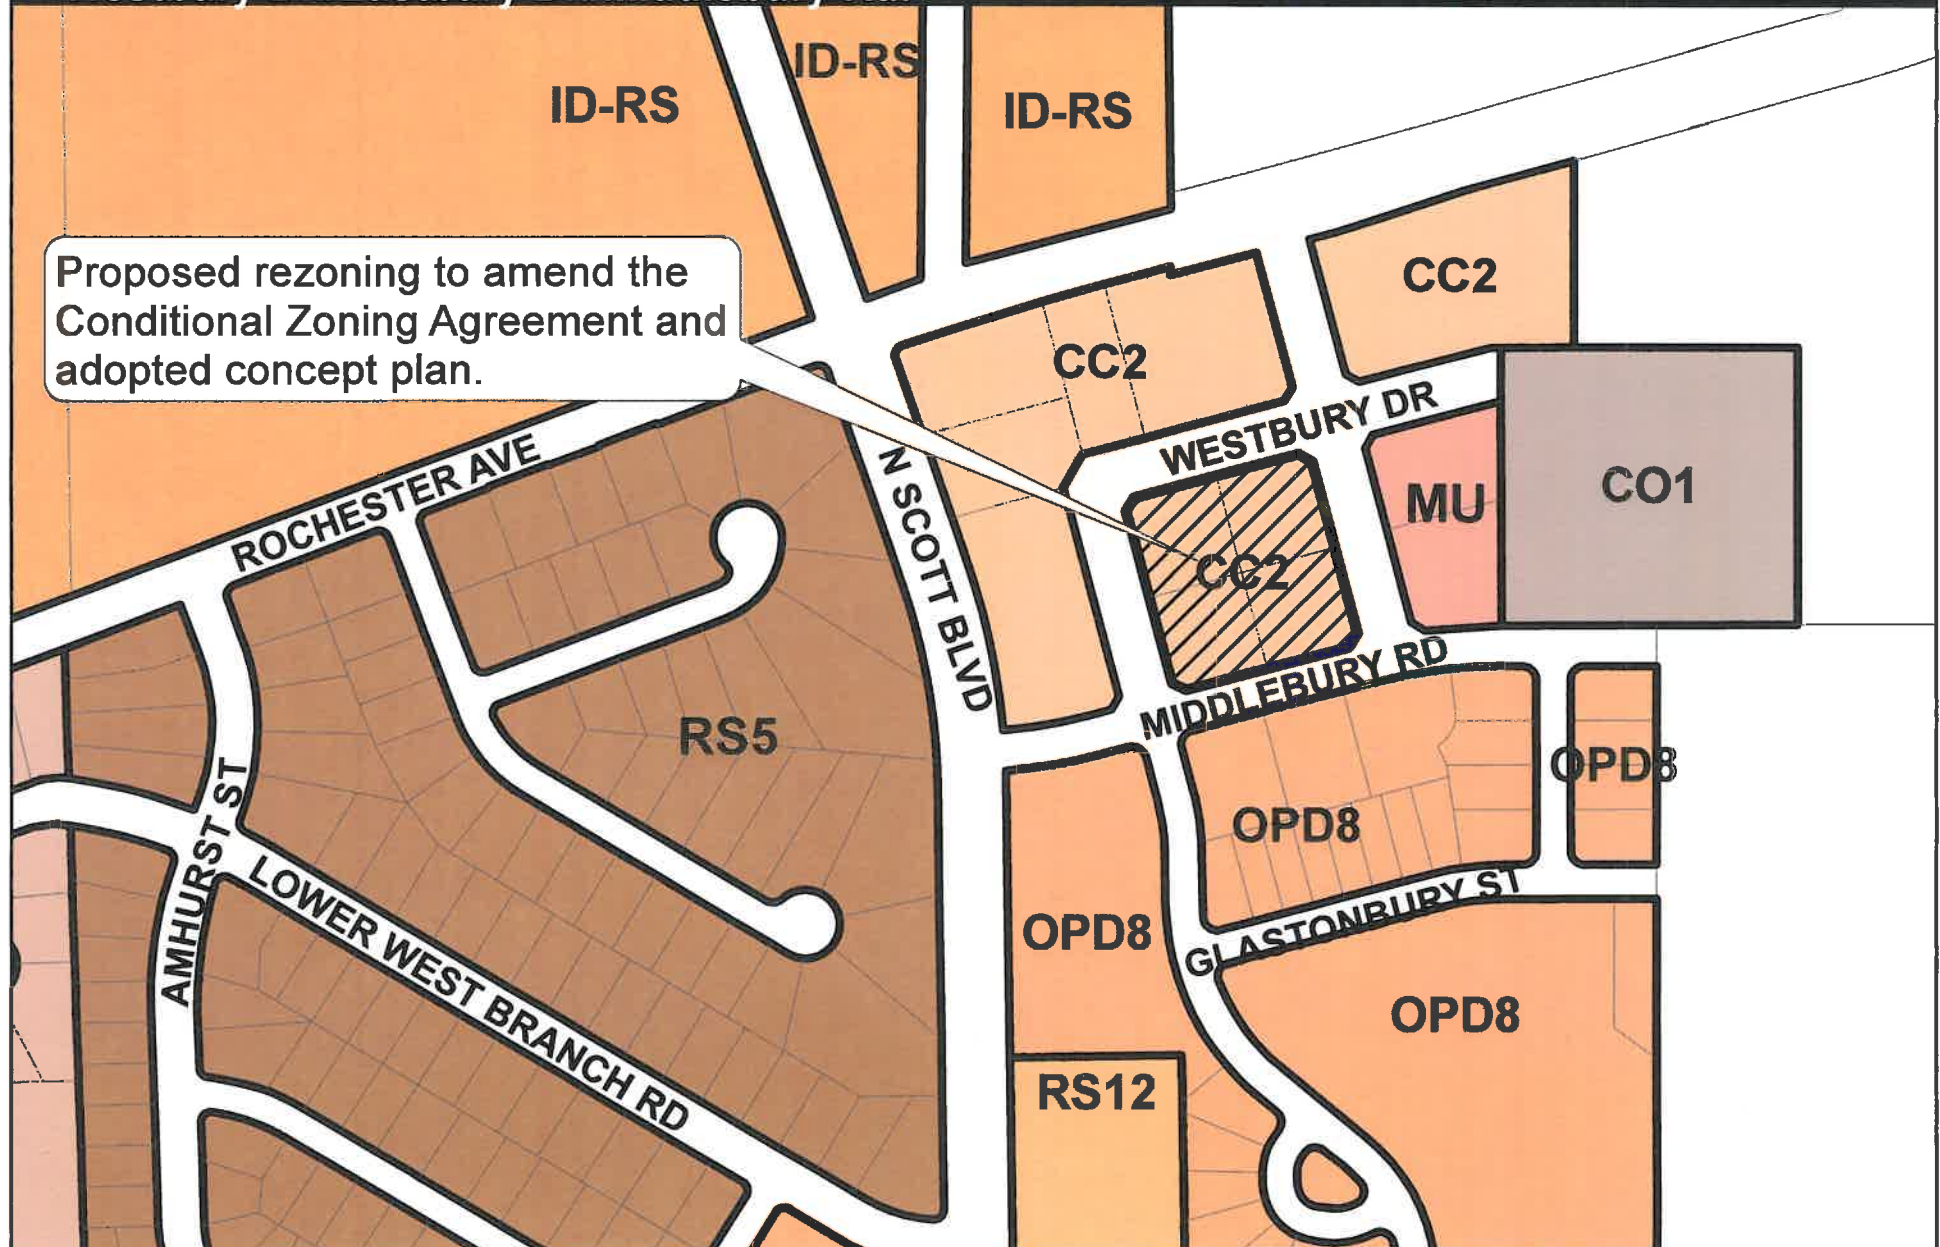 ID-RS
ID-RS
ID-RS
Proposed rezoning to amend the
Conditional Zoning Agreement and
adopted concept plan.
CC2
CC2
WESTBURY DR
ROCHESTER AVE
N SCOTT BLVD
MU
CO1
CC2
MIDDLEBURY RD
RS5
OPD8
OPD8
AMHURST ST
LOWER WEST BRANCH RD
GLASTONBURY ST
OPD8
OPD8
RS12